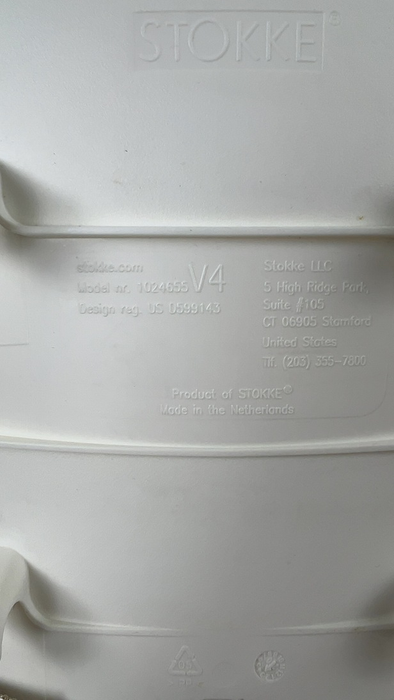 STOKKE®
stokke.com
Model nr. 1024655 V4
Design reg. US D599143
Stokke LLC
5 High Ridge Park,
Suite #105
CT 06905 Stamford
United States
Tlf. (203) 355-7800
Product of STOKKE®
Made in the Netherlands